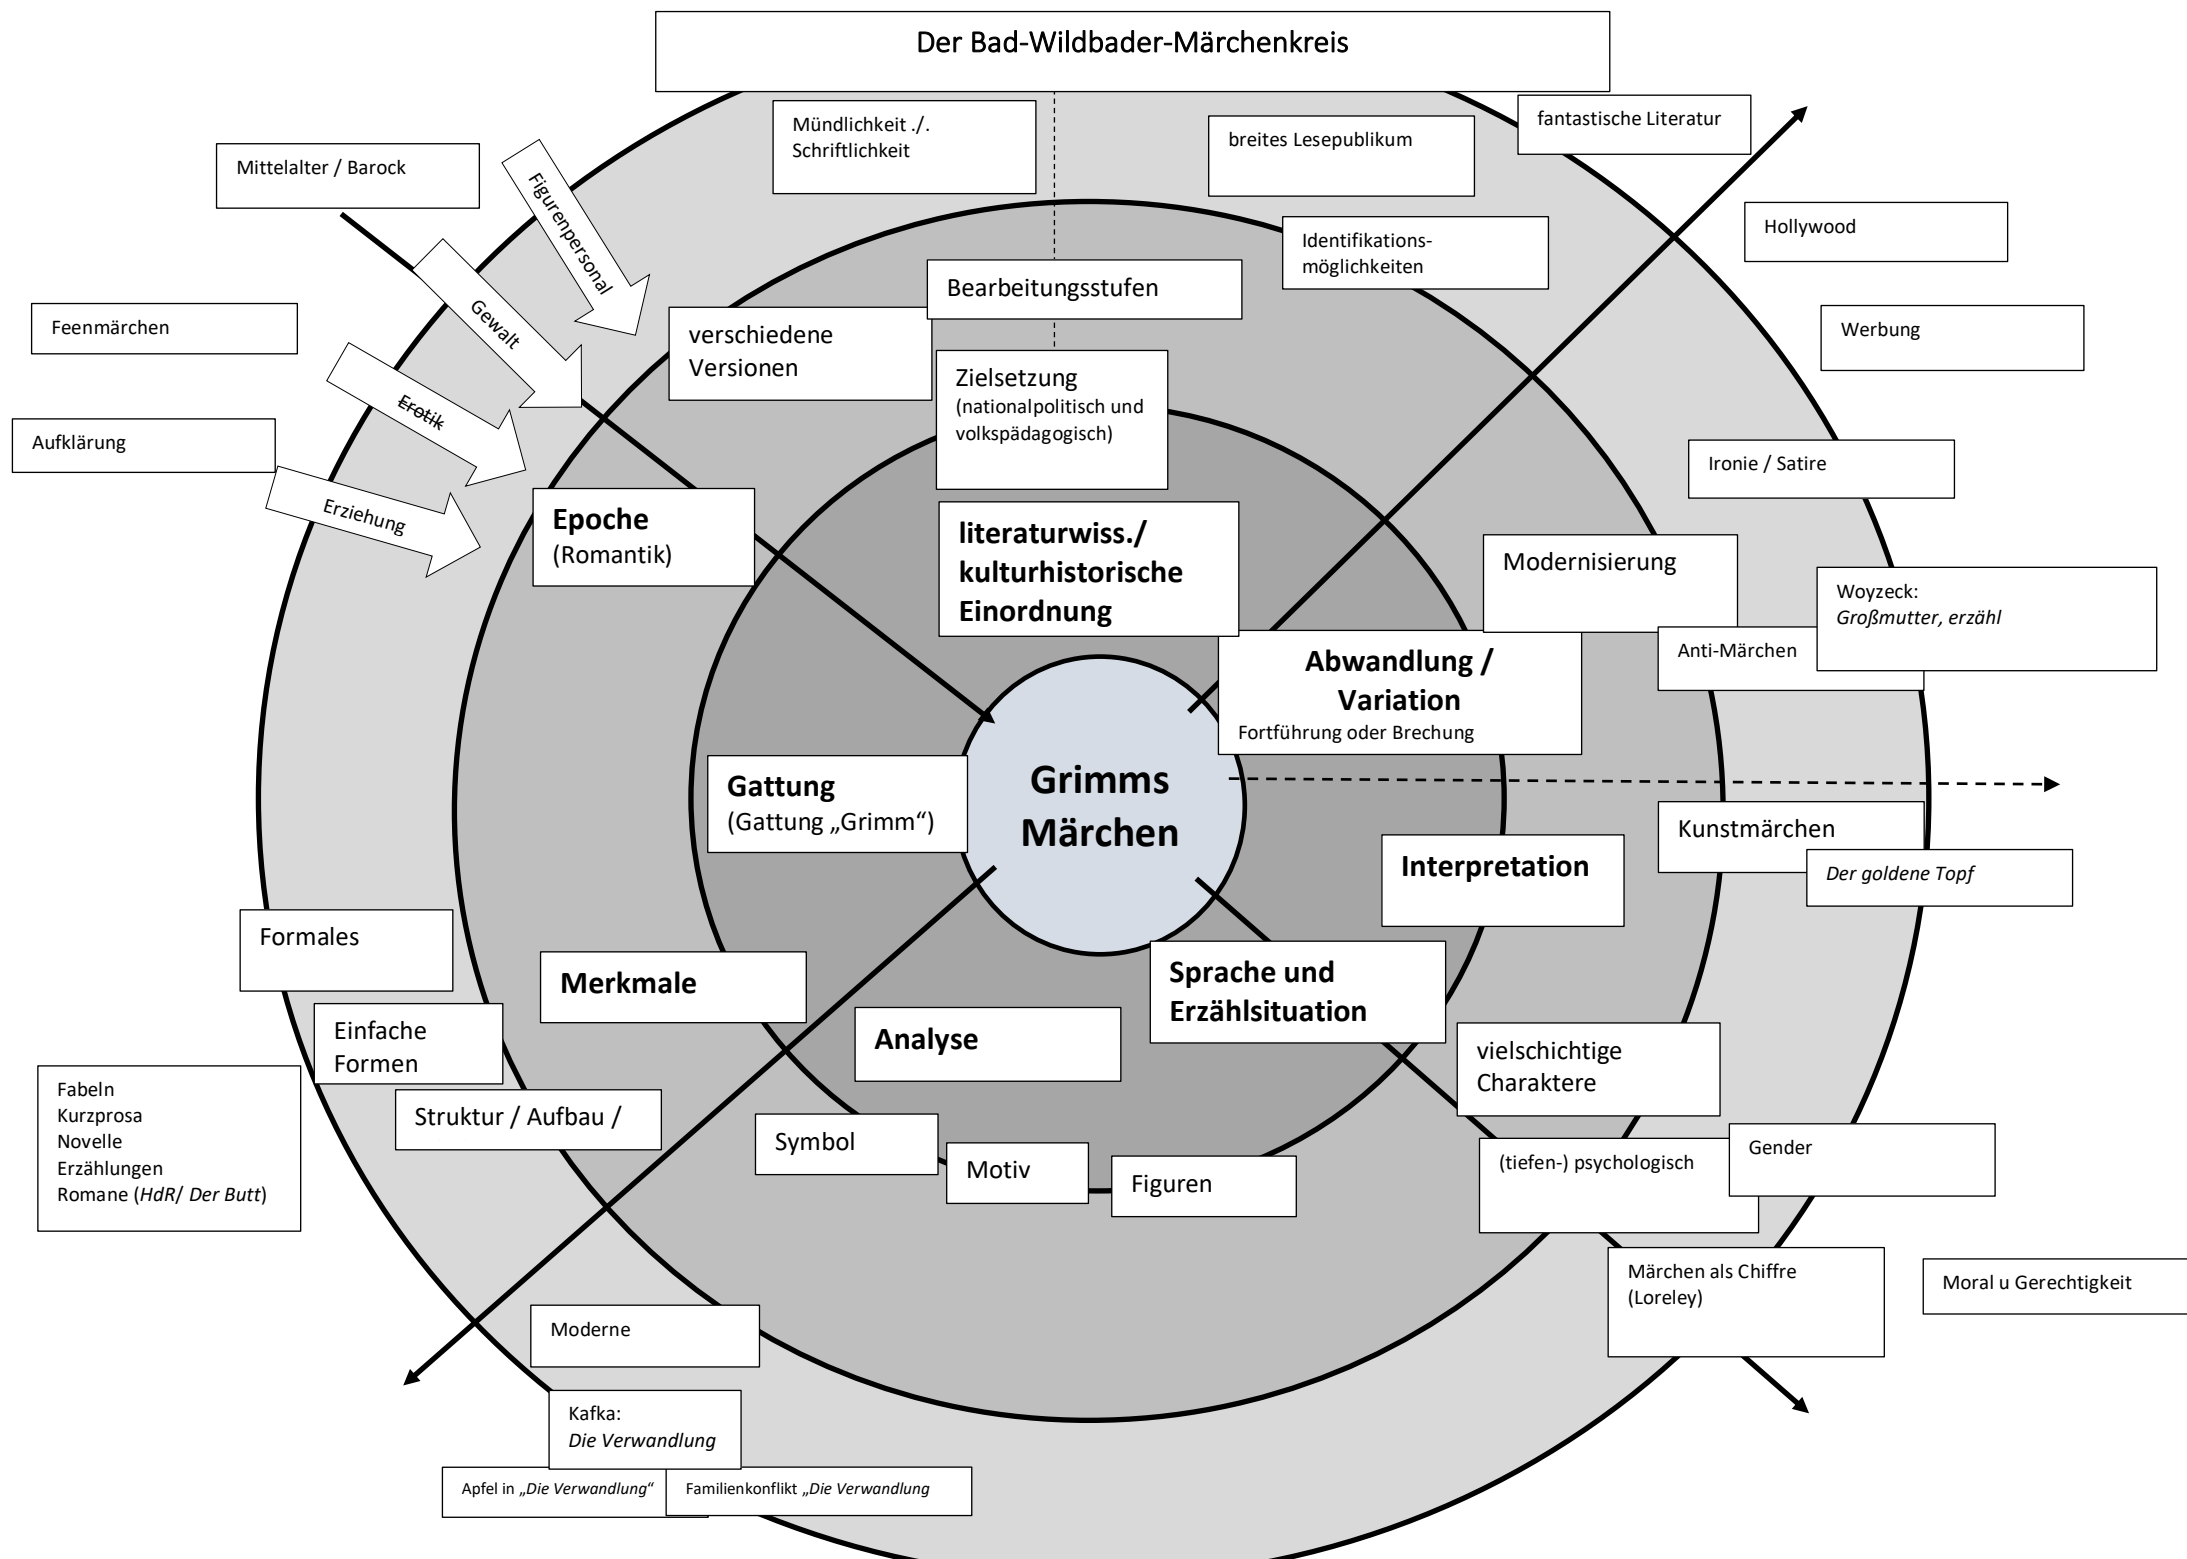 Der Bad-Wildbader-Märchenkreis
Mündlichkeit ./.
Schriftlichkeit
breites Lesepublikum
fantastische Literatur
Mittelalter / Barock
Figurenpersonal
Hollywood
Identifikations-
möglichkeiten
Bearbeitungsstufen
Gewalt
Feenmärchen
verschiedene
Versionen
Werbung
Zielsetzung
(nationalpolitisch und
volkspädagogisch)
Erotik
Aufklärung
Ironie / Satire
Erziehung
Epoche
(Romantik)
literaturwiss./
kulturhistorische
Einordnung
Modernisierung
Woyzeck:
Großmutter, erzähl
Anti-Märchen
Abwandlung /
Variation
Fortführung oder Brechung
Gattung
(Gattung „Grimm“)
Grimms
Märchen
Kunstmärchen
Der goldene Topf
Interpretation
Formales
Merkmale
Sprache und
Erzählsituation
Einfache
Formen
Analyse
vielschichtige
Charaktere
Fabeln
Kurzprosa
Novelle
Erzählungen
Romane (HdR/ Der Butt)
Struktur / Aufbau /
Symbol
Motiv
Figuren
(tiefen-) psychologisch
Gender
Märchen als Chiffre
(Loreley)
Moral u Gerechtigkeit
Moderne
Kafka:
Die Verwandlung
Apfel in „Die Verwandlung“
Familienkonflikt „Die Verwandlung